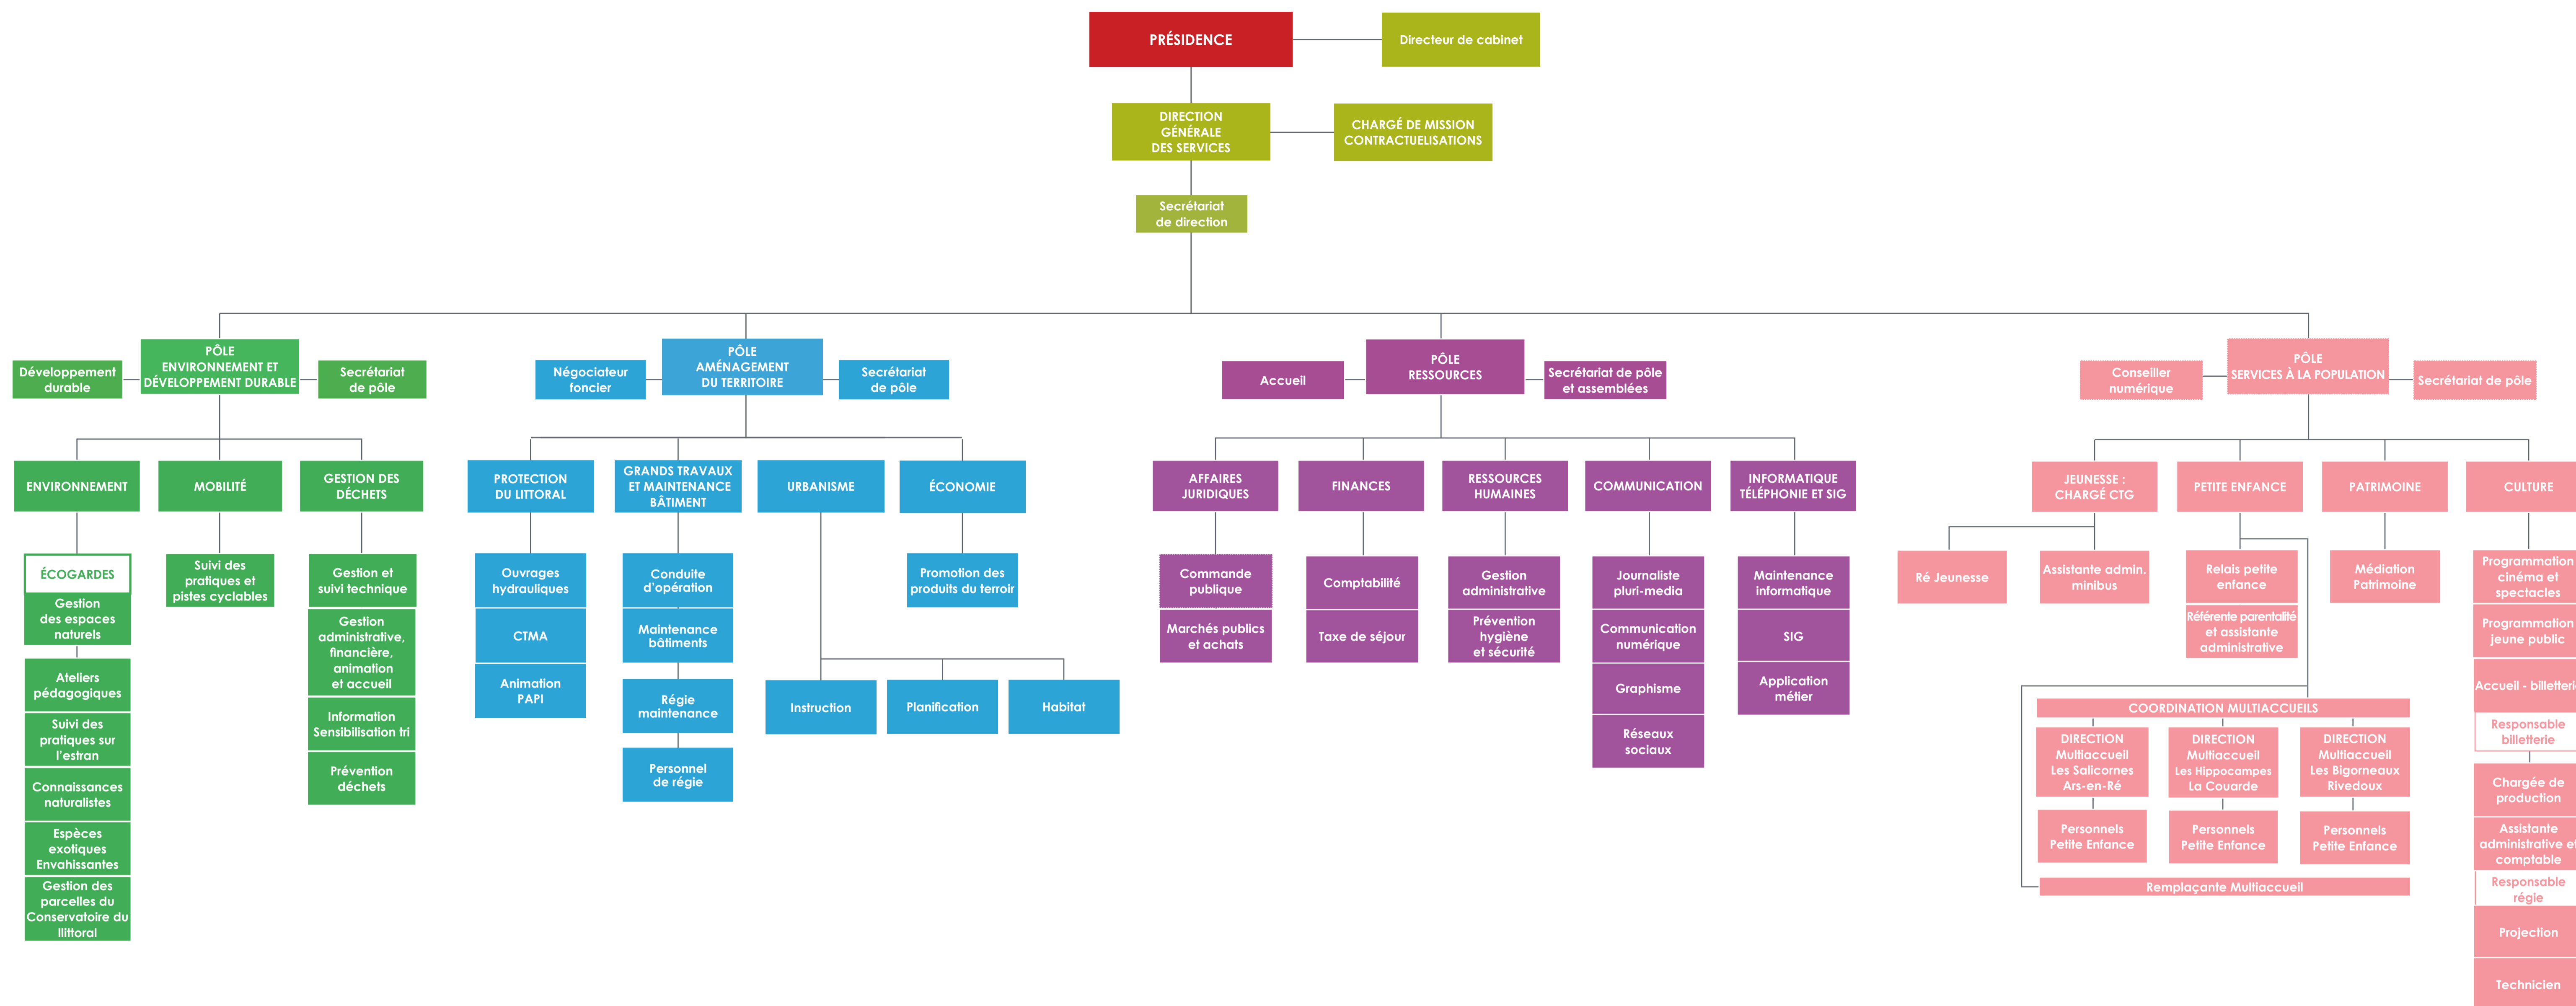 PRÉSIDENCE
Directeur de cabinet
DIRECTION
GÉNÉRALE
DES SERVICES
CHARGÉ DE MISSION
CONTRACTUELISATIONS
Secrétariat
de direction
Développement
durable
PÔLE
ENVIRONNEMENT ET
DÉVELOPPEMENT DURABLE
Secrétariat
de pôle
ENVIRONNEMENT
MOBILITÉ
GESTION DES
DÉCHETS
ÉCOGARDES
Gestion
des espaces
naturels
Ateliers
pédagogiques
Suivi des
pratiques sur
l'estran
Connaissances
naturalistes
Espèces
exotiques
Envahissantes
Gestion des
parcelles du
Conservatoire du
llittoral
Suivi des
pratiques et
pistes cyclables
Gestion et
suivi technique
Gestion
administrative,
financière,
animation
et accueil
Information
Sensibilisation tri
Prévention
déchets
Négociateur
foncier
PÔLE
AMÉNAGEMENT
DU TERRITOIRE
Secrétariat
de pôle
PROTECTION
DU LITTORAL
GRANDS TRAVAUX
ET MAINTENANCE
BÂTIMENT
URBANISME
ÉCONOMIE
Ouvrages
hydrauliques
CTMA
Animation
PAPI
Conduite
d'opération
Maintenance
bâtiments
Régie
maintenance
Personnel
de régie
Instruction
Planification
Habitat
Promotion des
produits du terroir
Accueil
PÔLE
RESSOURCES
Secrétariat de pôle
et assemblées
AFFAIRES
JURIDIQUES
FINANCES
RESSOURCES
HUMAINES
COMMUNICATION
INFORMATIQUE
TÉLÉPHONIE ET SIG
Commande
publique
Marchés publics
et achats
Comptabilité
Taxe de séjour
Gestion
administrative
Prévention
hygiène
et sécurité
Journaliste
pluri-media
Communication
numérique
Graphisme
Réseaux
sociaux
Maintenance
informatique
SIG
Application
métier
Conseiller
numérique
PÔLE
SERVICES À LA POPULATION
Secrétariat de pôle
JEUNESSE :
CHARGÉ CTG
PETITE ENFANCE
PATRIMOINE
CULTURE
Ré Jeunesse
Assistante admin.
minibus
Relais petite
enfance
Référente parentalité
et assistante
administrative
Médiation
Patrimoine
COORDINATION MULTIACCUEILS
DIRECTION
Multiaccueil
Les Salicornes
Ars-en-Ré
DIRECTION
Multiaccueil
Les Hippocampes
La Couarde
DIRECTION
Multiaccueil
Les Bigorneaux
Rivedoux
Personnels
Petite Enfance
Personnels
Petite Enfance
Personnels
Petite Enfance
Remplaçante Multiaccueil
Programmation
cinéma et
spectacles
Programmation
jeune public
Accueil - billetterie
Responsable
billetterie
Chargée de
production
Assistante
administrative et
comptable
Responsable
régie
Projection
Technicien